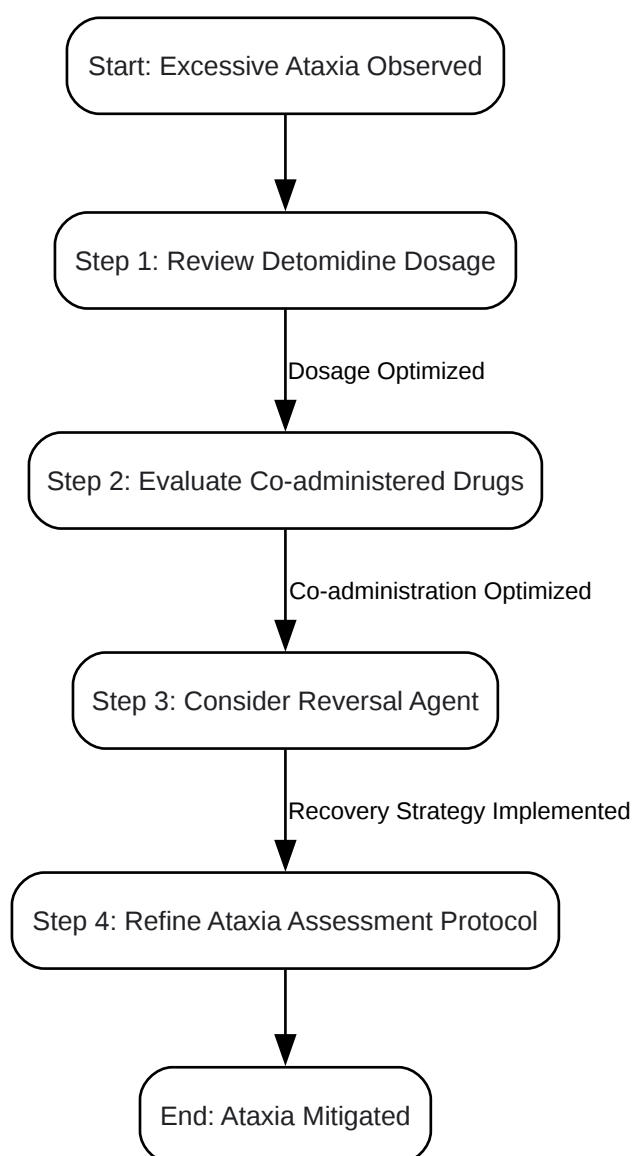 Start: Excessive Ataxia Observed
Step 1: Review Detomidine Dosage
Dosage Optimized
Step 2: Evaluate Co-administered Drugs
Co-administration Optimized
Step 3: Consider Reversal Agent
Recovery Strategy Implemented
Step 4: Refine Ataxia Assessment Protocol
End: Ataxia Mitigated